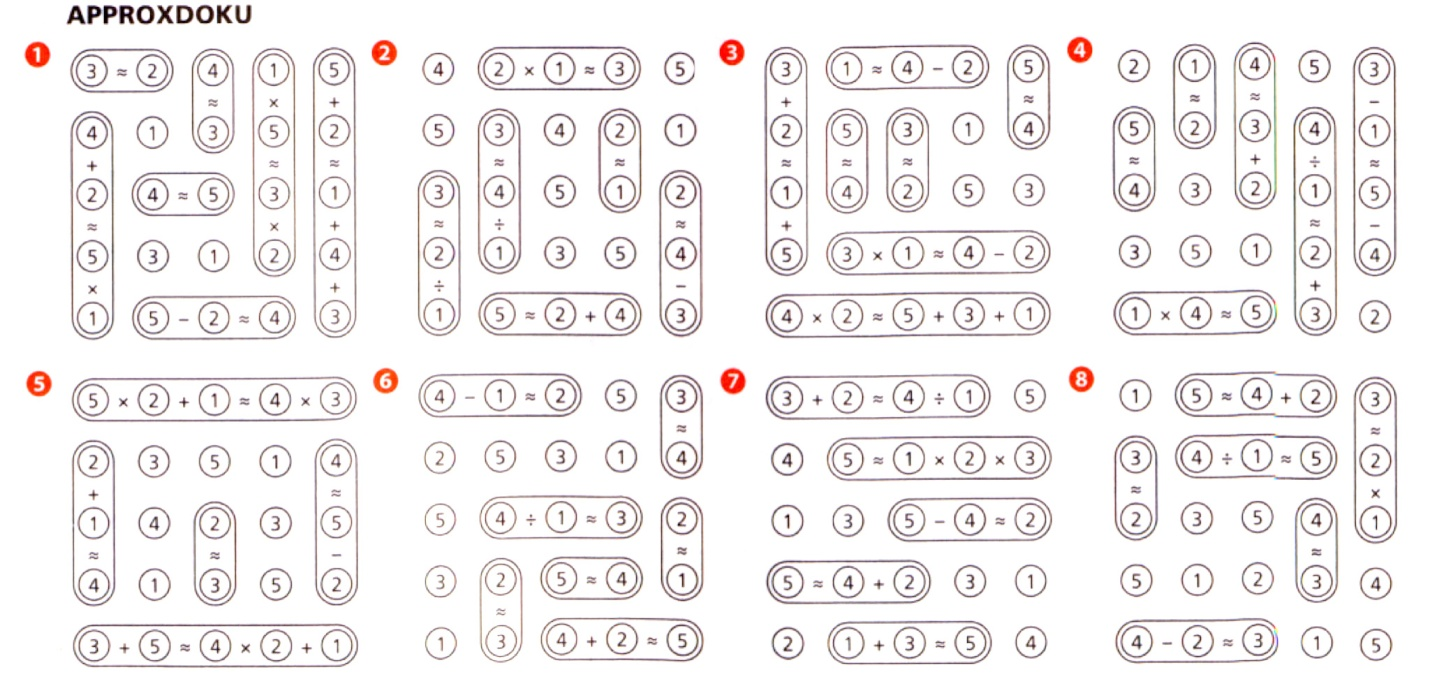 APPROXDOKU
1
3 ≈ 2 4 1 5
≈ × +
4 1 3 5 2
+ ≈ ≈
2 4 ≈ 5 3 1
≈ × +
5 3 1 2 4
× +
1 5 − 2 ≈ 4 3
2
4 2 × 1 ≈ 3 5
5 3 4 2 1
≈ ≈
3 4 5 1 2
≈ ÷ ≈
2 1 3 5 4
÷ −
1 5 ≈ 2 + 4 3
3
3 1 ≈ 4 − 2 5
+ ≈
2 5 3 1 4
≈ ≈ ≈
1 4 2 5 3
+
5 3 × 1 ≈ 4 − 2
4 × 2 ≈ 5 + 3 + 1
4
2 1 4 5 3
≈ ≈ −
5 2 3 4 1
≈ + ÷ ≈
4 3 2 1 5
≈ −
3 5 1 2 4
+
1 × 4 ≈ 5 3 2
5
5 × 2 + 1 ≈ 4 × 3
2 3 5 1 4
+ ≈
1 4 2 3 5
≈ ≈ −
4 1 3 5 2
3 + 5 ≈ 4 × 2 + 1
6
4 − 1 ≈ 2 5 3
≈
2 5 3 1 4
5 4 ÷ 1 ≈ 3 2
≈
3 2 5 ≈ 4 1
≈
1 3 4 + 2 ≈ 5
7
3 + 2 ≈ 4 ÷ 1 5
4 5 ≈ 1 × 2 × 3
1 3 5 − 4 ≈ 2
5 ≈ 4 + 2 3 1
2 1 + 3 ≈ 5 4
8
1 5 ≈ 4 + 2 3
≈
3 4 ÷ 1 ≈ 5 2
≈ ×
2 3 5 4 1
≈
5 1 2 3 4
4 − 2 ≈ 3 1 5